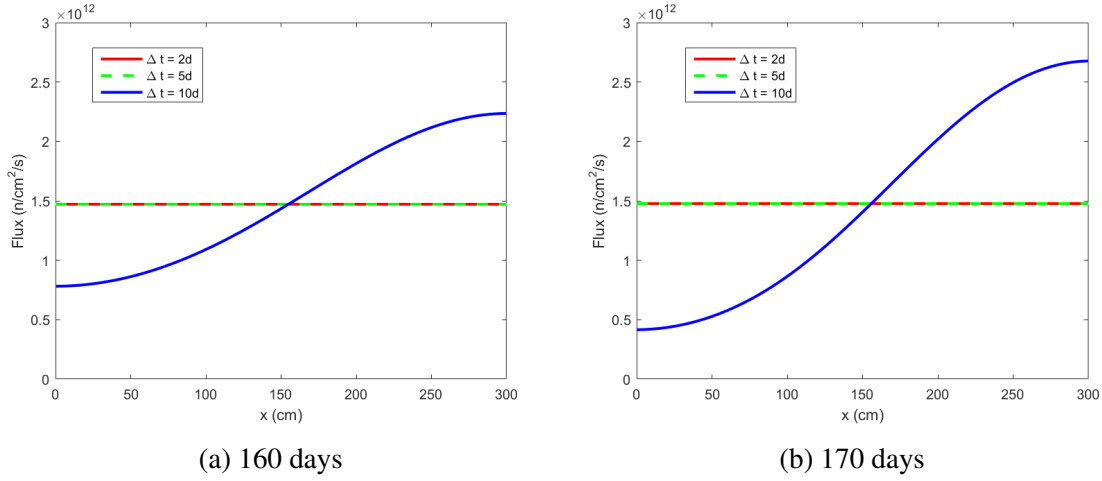 ×10^12
3
2.5
2
1.5
1
0.5
0
Flux (n/cm^2/s)
Δ t = 2d
Δ t = 5d
Δ t = 10d
0 50 100 150 200 250 300
x (cm)
(a) 160 days
×10^12
3
2.5
2
1.5
1
0.5
0
Flux (n/cm^2/s)
Δ t = 2d
Δ t = 5d
Δ t = 10d
0 50 100 150 200 250 300
x (cm)
(b) 170 days